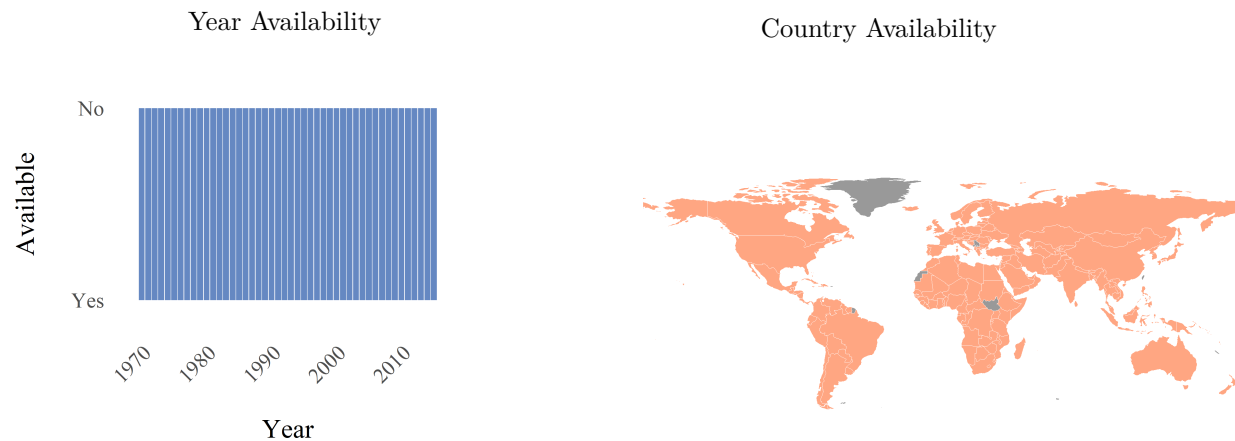 Year Availability
Country Availability
No
Available
Yes
1970
1980
1990
2000
2010
Year